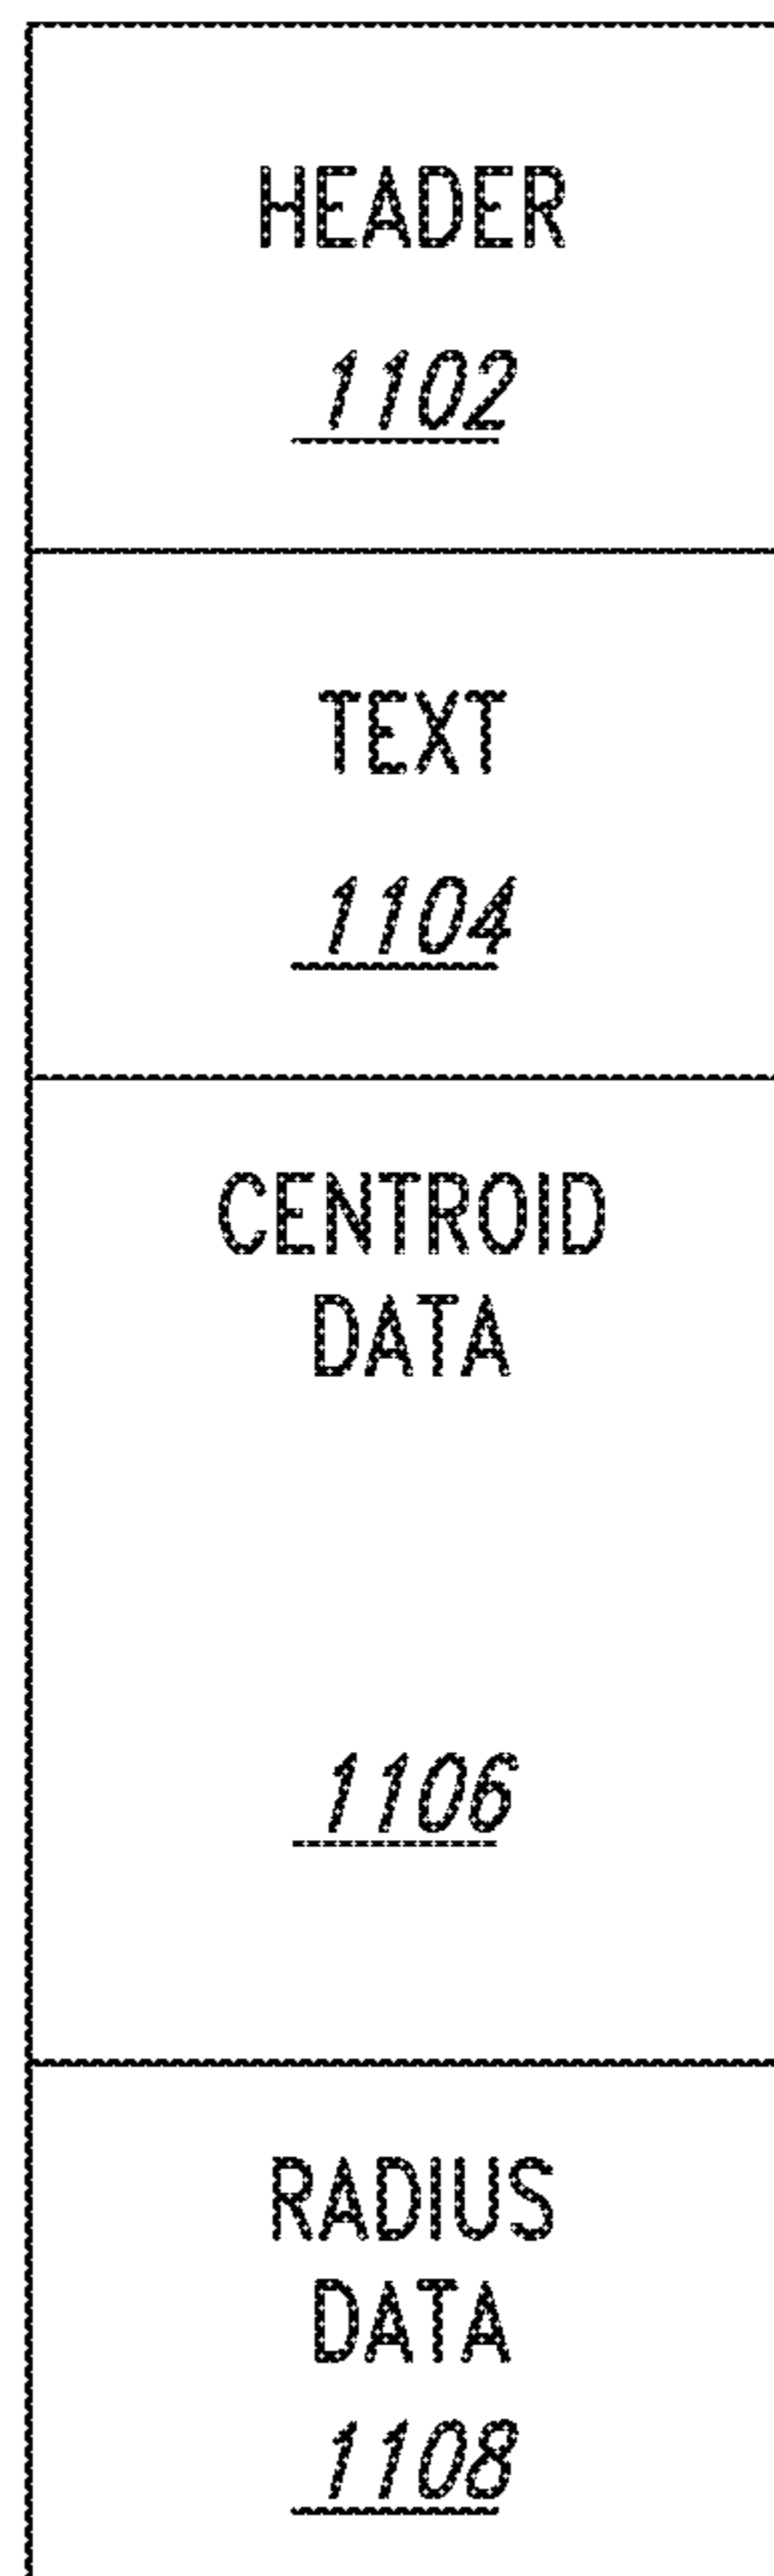 HEADER
1102
TEXT
1104
CENTROID
DATA
1106
RADIUS
DATA
1108